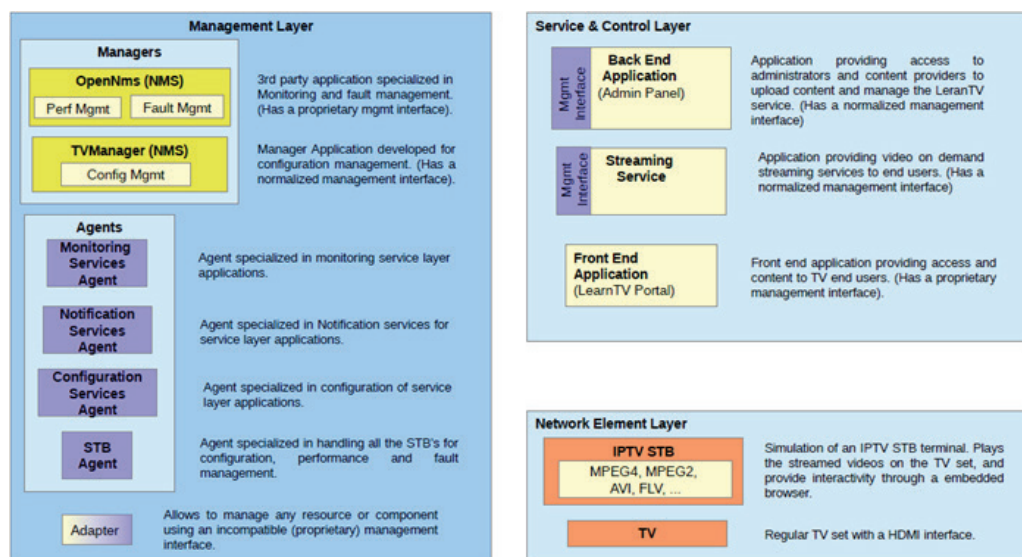 Management Layer
Managers
OpenNms (NMS)
Perf Mgmt
Fault Mgmt
3rd party application specialized in
Monitoring and fault management.
(Has a proprietary mgmt interface).
TVManager (NMS)
Config Mgmt
Manager Application developed for
configuration management. (Has a
normalized management interface).
Agents
Monitoring
Services
Agent
Agent specialized in monitoring service layer
applications.
Notification
Services
Agent
Agent specialized in Notification services for
service layer applications.
Configuration
Services
Agent
Agent specialized in configuration of service
layer applications.
STB
Agent
Agent specialized in handling all the STB's for
configuration, performance and fault
management.
Adapter
Allows to manage any resource or component
using an incompatible (proprietary) management
interface.
Service & Control Layer
Mgmt
Interface
Back End
Application
(Admin Panel)
Application providing access to
administrators and content providers to
upload content and manage the LeranTV
service. (Has a normalized management
interface)
Mgmt
Interface
Streaming
Service
Application providing video on demand
streaming services to end users. (Has a
normalized management interface)
Front End
Application
(LearnTV Portal)
Front end application providing access and
content to TV end users. (Has a proprietary
management interface).
Network Element Layer
IPTV STB
MPEG4, MPEG2,
AVI, FLV, ...
Simulation of an IPTV STB terminal. Plays
the streamed videos on the TV set, and
provide interactivity through a embedded
browser.
TV
Regular TV set with a HDMI interface.